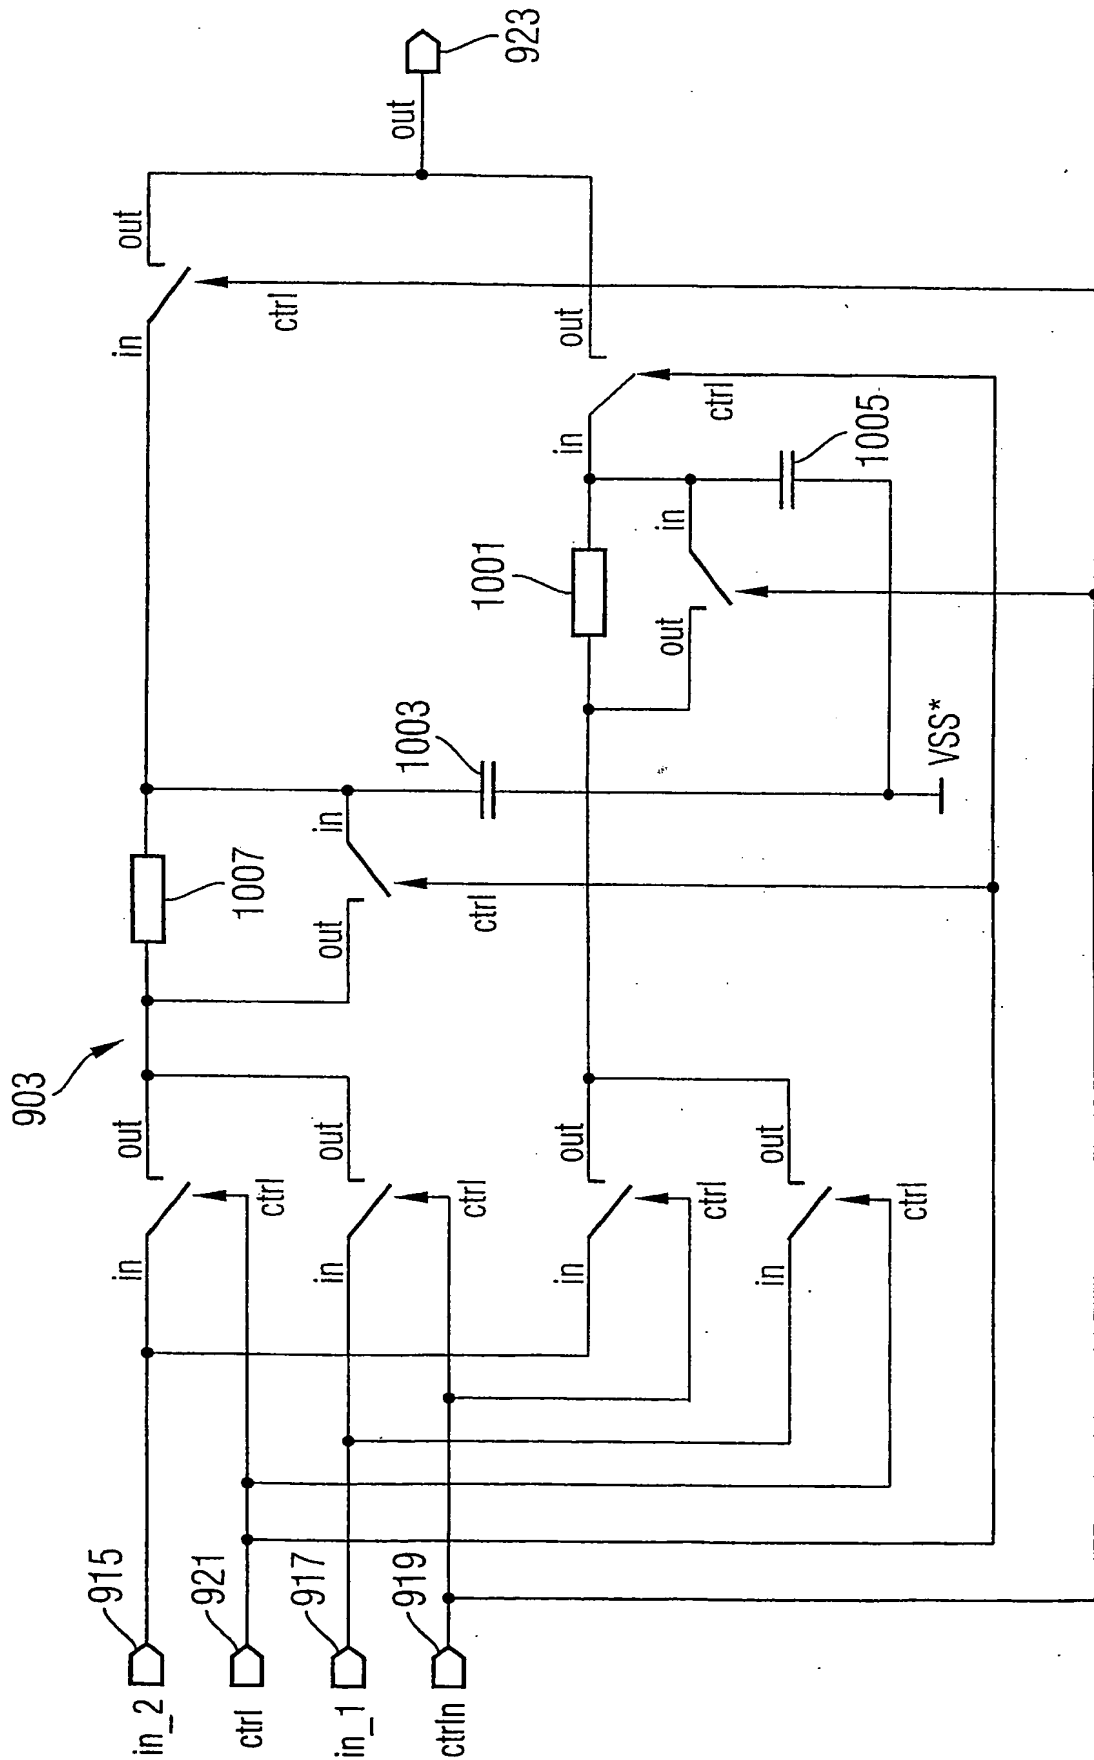 903
923
out
out
in
ctrl
1007
out
in
ctrl
1003
1001
out
in
in
out
ctrl
1005
VSS*
out
in
ctrl
out
in
ctrl
out
in
ctrl
out
in
ctrl
915
in_2
921
ctrl
917
in_1
919
ctrln